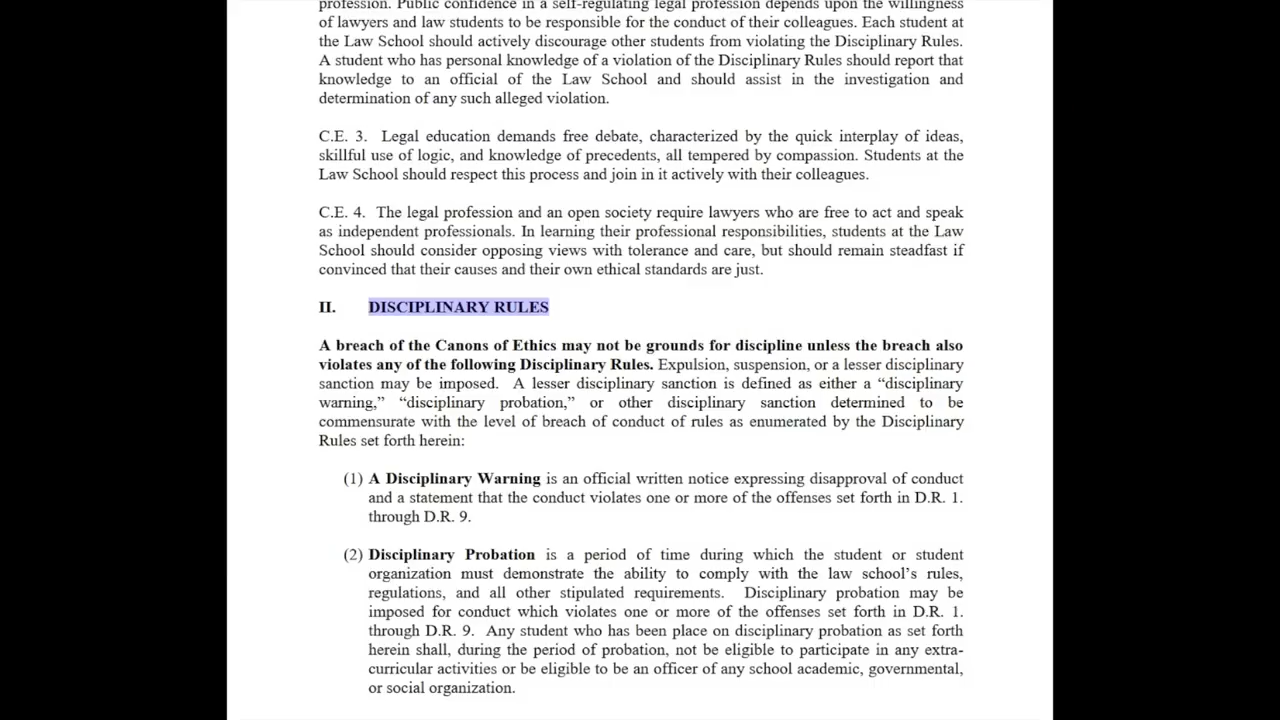 profession. Public confidence in a self-regulating legal profession depends upon the willingness
of lawyers and law students to be responsible for the conduct of their colleagues. Each student at
the Law School should actively discourage other students from violating the Disciplinary Rules.
A student who has personal knowledge of a violation of the Disciplinary Rules should report that
knowledge to an official of the Law School and should assist in the investigation and
determination of any such alleged violation.
C.E. 3. Legal education demands free debate, characterized by the quick interplay of ideas,
skillful use of logic, and knowledge of precedents, all tempered by compassion. Students at the
Law School should respect this process and join in it actively with their colleagues.
C.E. 4. The legal profession and an open society require lawyers who are free to act and speak
as independent professionals. In learning their professional responsibilities, students at the Law
School should consider opposing views with tolerance and care, but should remain steadfast if
convinced that their causes and their own ethical standards are just.
II. DISCIPLINARY RULES
A breach of the Canons of Ethics may not be grounds for discipline unless the breach also
violates any of the following Disciplinary Rules. Expulsion, suspension, or a lesser disciplinary
sanction may be imposed. A lesser disciplinary sanction is defined as either a “disciplinary
warning,” “disciplinary probation,” or other disciplinary sanction determined to be
commensurate with the level of breach of conduct of rules as enumerated by the Disciplinary
Rules set forth herein:
(1) A Disciplinary Warning is an official written notice expressing disapproval of conduct
and a statement that the conduct violates one or more of the offenses set forth in D.R. 1.
through D.R. 9.
(2) Disciplinary Probation is a period of time during which the student or student
organization must demonstrate the ability to comply with the law school’s rules,
regulations, and all other stipulated requirements. Disciplinary probation may be
imposed for conduct which violates one or more of the offenses set forth in D.R. 1.
through D.R. 9. Any student who has been place on disciplinary probation as set forth
herein shall, during the period of probation, not be eligible to participate in any extra-
curricular activities or be eligible to be an officer of any school academic, governmental,
or social organization.